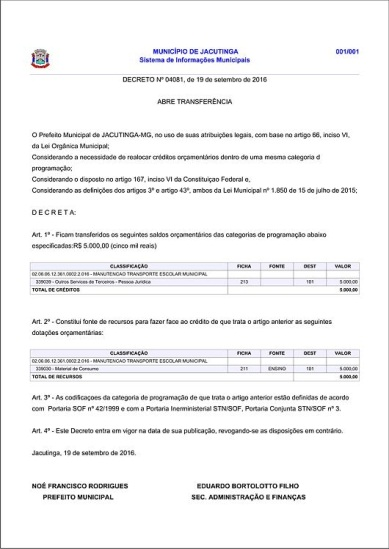 MUNICÍPIO DE JACUTINGA
001/001
Sistema de Informações Municipais
DECRETO Nº 04081, de 19 de setembro de 2016
ABRE TRANSFERÊNCIA
O Prefeito Municipal de JACUTINGA-MG, no uso de suas atribuições legais, com base no artigo 66, inciso VI,
da Lei Orgânica Municipal;
Considerando a necessidade de realocar créditos orçamentários dentro de uma mesma categoria d
programação;
Considerando o disposto no artigo 167, inciso VI da Constituiçao Federal e,
Considerando as definições dos artigos 3º e artigo 43º, ambos da Lei Municipal nº 1.850 de 15 de julho de 2015;
D E C R E T A:
Art. 1º - Ficam transferidos os seguintes saldos orçamentários das categorias de programação abaixo
especificadas:R$ 5.000,00 (cinco mil reais)
CLASSIFICAÇÃO FICHA FONTE DEST VALOR
02.08.06.12.361.0002.2.016 - MANUTENCAO TRANSPORTE ESCOLAR MUNICIPAL
339039 - Outros Servicos de Terceiros - Pessoa Juridica 213 101 5.000,00
TOTAL DE CRÉDITOS 5.000,00
Art. 2º - Constitui fonte de recursos para fazer face ao crédito de que trata o artigo anterior as seguintes
dotações orçamentárias:
CLASSIFICAÇÃO FICHA FONTE DEST VALOR
02.08.06.12.361.0002.2.016 - MANUTENCAO TRANSPORTE ESCOLAR MUNICIPAL
339030 - Material de Consumo 211 ENSINO 101 5.000,00
TOTAL DE RECURSOS 5.000,00
Art. 3º - As codificaçoes da categoria de programação de que trata o artigo anterior estão definidas de acordo
com Portaria SOF nº 42/1999 e com a Portaria Inerministerial STN/SOF, Portaria Conjunta STN/SOF nº 3.
Art. 4º - Este Decreto entra em vigor na data de sua publicação, revogando-se as disposições em contrário.
Jacutinga, 19 de setembro de 2016.
NOÉ FRANCISCO RODRIGUES EDUARDO BORTOLOTTO FILHO
PREFEITO MUNICIPAL SEC. ADMINISTRAÇÃO E FINANÇAS